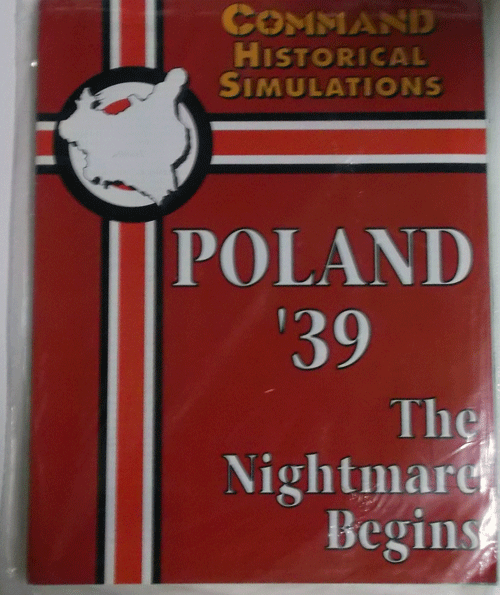 COMMAND
HISTORICAL
SIMULATIONS
POLAND
'39
The
Nightmare
Begins